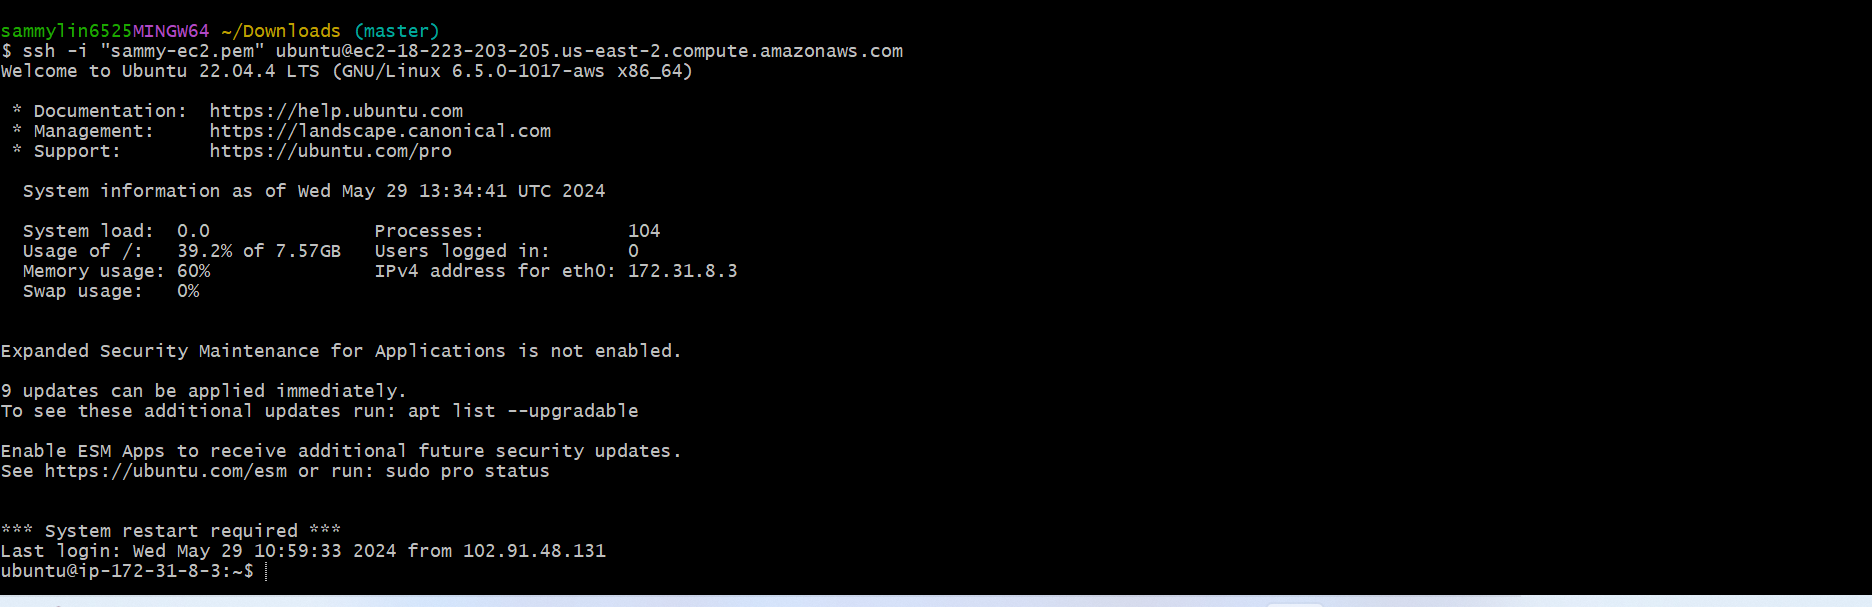 sammylin6525MINGW64 ~/Downloads (master)
$ ssh -i "sammy-ec2.pem" ubuntu@ec2-18-223-203-205.us-east-2.compute.amazonaws.com
Welcome to Ubuntu 22.04.4 LTS (GNU/Linux 6.5.0-1017-aws x86_64)
* Documentation:  https://help.ubuntu.com
* Management:     https://landscape.canonical.com
* Support:        https://ubuntu.com/pro
System information as of Wed May 29 13:34:41 UTC 2024
System load:  0.0               Processes:             104
Usage of /:   39.2% of 7.57GB   Users logged in:       0
Memory usage: 60%               IPv4 address for eth0: 172.31.8.3
Swap usage:   0%
Expanded Security Maintenance for Applications is not enabled.
9 updates can be applied immediately.
To see these additional updates run: apt list --upgradable
Enable ESM Apps to receive additional future security updates.
See https://ubuntu.com/esm or run: sudo pro status
*** System restart required ***
Last login: Wed May 29 10:59:33 2024 from 102.91.48.131
ubuntu@ip-172-31-8-3:~$